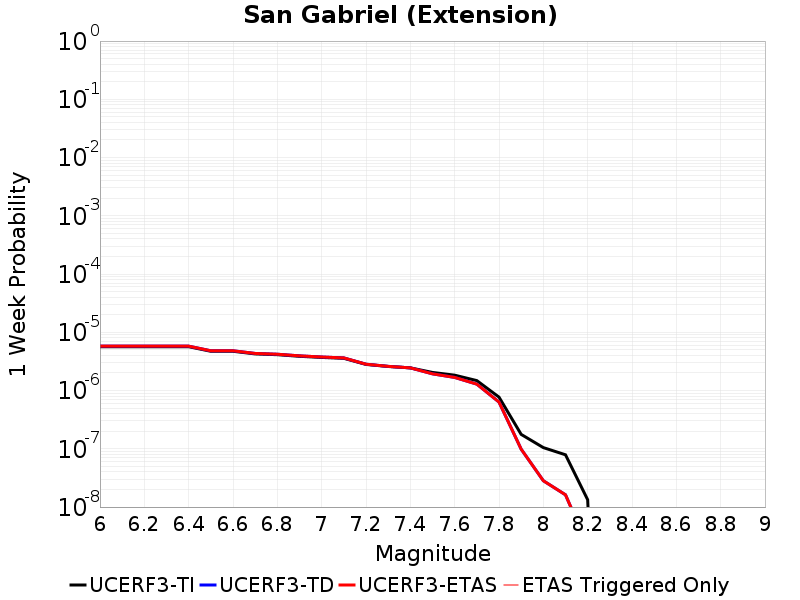 San Gabriel (Extension)
1 Week Probability
10^0
10^-1
10^-2
10^-3
10^-4
10^-5
10^-6
10^-7
10^-8
6 6.2 6.4 6.6 6.8 7 7.2 7.4 7.6 7.8 8 8.2 8.4 8.6 8.8 9
Magnitude
UCERF3-TI UCERF3-TD UCERF3-ETAS ETAS Triggered Only